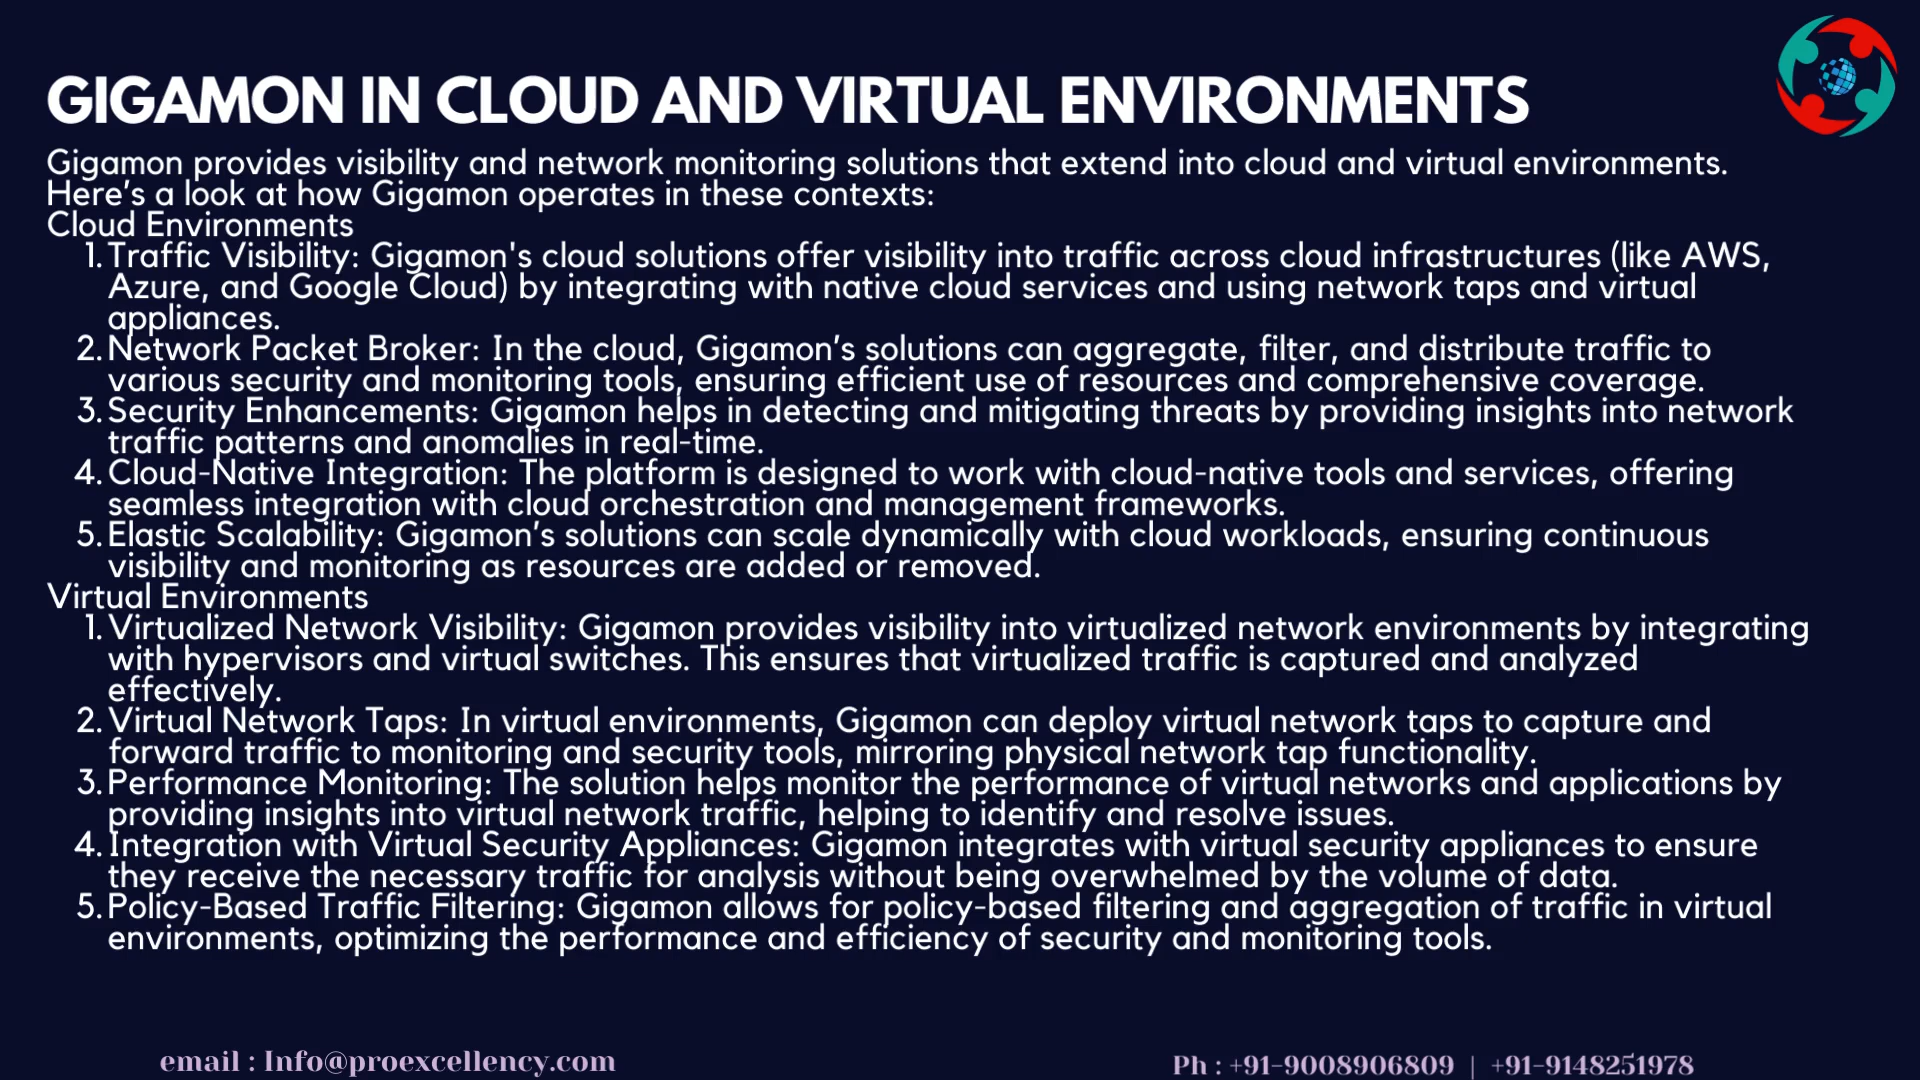 GIGAMON IN CLOUD AND VIRTUAL ENVIRONMENTS
Gigamon provides visibility and network monitoring solutions that extend into cloud and virtual environments.
Here’s a look at how Gigamon operates in these contexts:
Cloud Environments
1. Traffic Visibility: Gigamon's cloud solutions offer visibility into traffic across cloud infrastructures (like AWS,
Azure, and Google Cloud) by integrating with native cloud services and using network taps and virtual
appliances.
2. Network Packet Broker: In the cloud, Gigamon’s solutions can aggregate, filter, and distribute traffic to
various security and monitoring tools, ensuring efficient use of resources and comprehensive coverage.
3. Security Enhancements: Gigamon helps in detecting and mitigating threats by providing insights into network
traffic patterns and anomalies in real-time.
4. Cloud-Native Integration: The platform is designed to work with cloud-native tools and services, offering
seamless integration with cloud orchestration and management frameworks.
5. Elastic Scalability: Gigamon’s solutions can scale dynamically with cloud workloads, ensuring continuous
visibility and monitoring as resources are added or removed.
Virtual Environments
1. Virtualized Network Visibility: Gigamon provides visibility into virtualized network environments by integrating
with hypervisors and virtual switches. This ensures that virtualized traffic is captured and analyzed
effectively.
2. Virtual Network Taps: In virtual environments, Gigamon can deploy virtual network taps to capture and
forward traffic to monitoring and security tools, mirroring physical network tap functionality.
3. Performance Monitoring: The solution helps monitor the performance of virtual networks and applications by
providing insights into virtual network traffic, helping to identify and resolve issues.
4. Integration with Virtual Security Appliances: Gigamon integrates with virtual security appliances to ensure
they receive the necessary traffic for analysis without being overwhelmed by the volume of data.
5. Policy-Based Traffic Filtering: Gigamon allows for policy-based filtering and aggregation of traffic in virtual
environments, optimizing the performance and efficiency of security and monitoring tools.
email : Info@proexcellency.com
Ph : +91-9008906809 | +91-9148251978